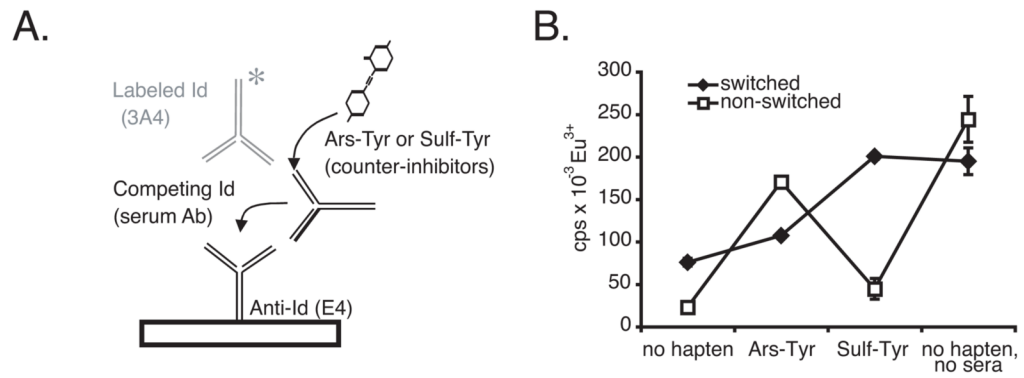 A.
Labeled Id
(3A4)
*
Ars-Tyr or Sulf-Tyr
(counter-inhibitors)
Competing Id
(serum Ab)
Anti-Id (E4)
B.
switched
non-switched
cps x 10⁻³ Eu³⁺
300
250
200
150
100
50
0
no hapten
Ars-Tyr
Sulf-Tyr
no hapten,
no sera